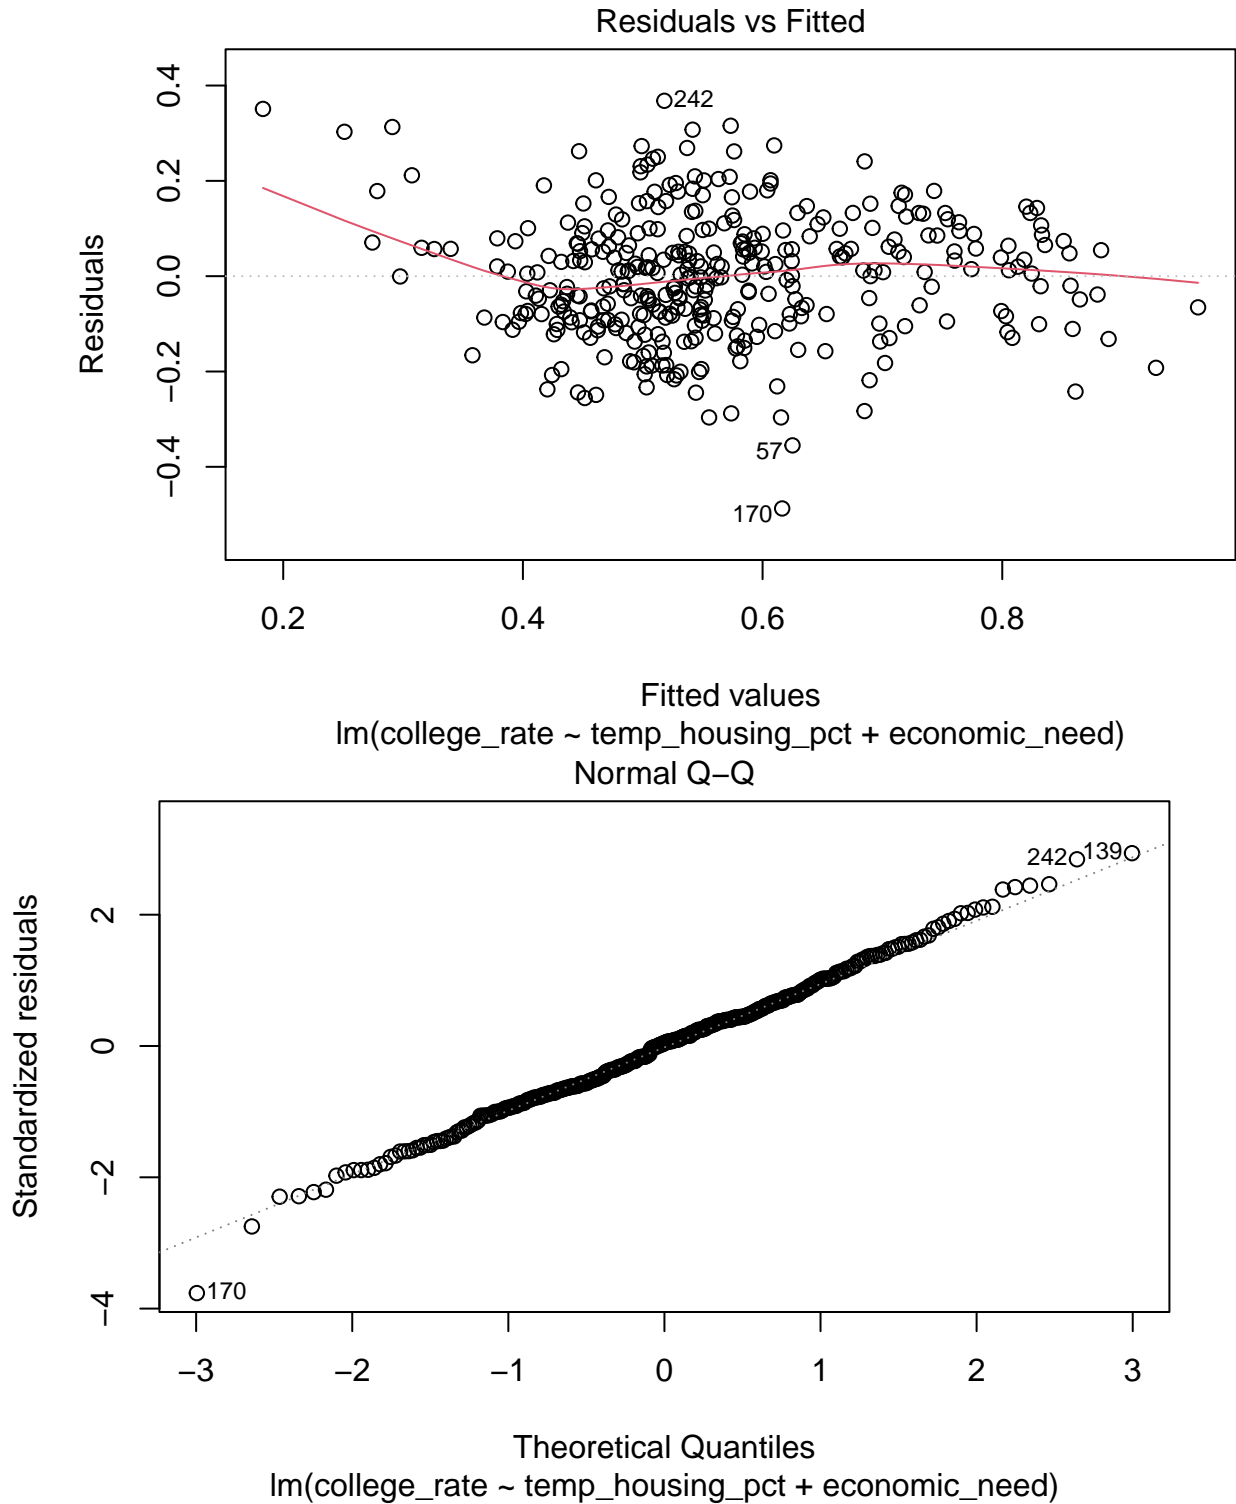 Residuals vs Fitted
Residuals
0.4
0.2
0.0
−0.2
−0.4
242
57
170
0.2 0.4 0.6 0.8
Fitted values
lm(college_rate ~ temp_housing_pct + economic_need)
Normal Q−Q
Standardized residuals
2
0
−2
−4
242 139
170
−3 −2 −1 0 1 2 3
Theoretical Quantiles
lm(college_rate ~ temp_housing_pct + economic_need)